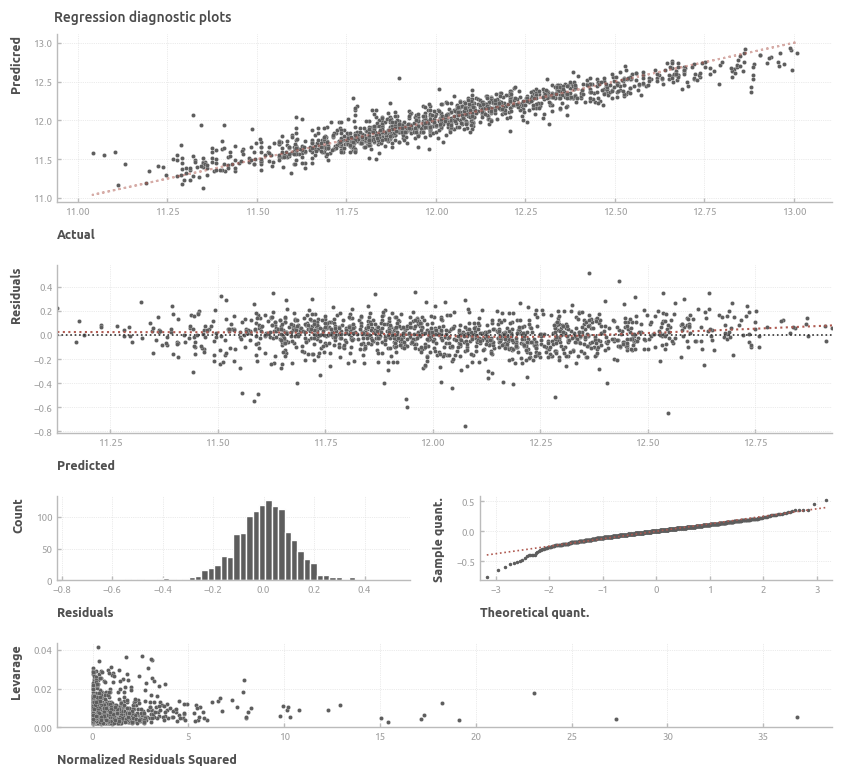 Regression diagnostic plots
Predicred
13.0
12.5
12.0
11.5
11.0
11.00 11.25 11.50 11.75 12.00 12.25 12.50 12.75 13.00
Actual
Residuals
0.4
0.2
0.0
−0.2
−0.4
−0.6
−0.8
11.25 11.50 11.75 12.00 12.25 12.50 12.75
Predicted
Count
100
50
0
−0.8 −0.6 −0.4 −0.2 0.0 0.2 0.4
Residuals
Sample quant.
0.5
0.0
−0.5
−3 −2 −1 0 1 2 3
Theoretical quant.
Levarage
0.04
0.02
0.00
0 5 10 15 20 25 30 35
Normalized Residuals Squared